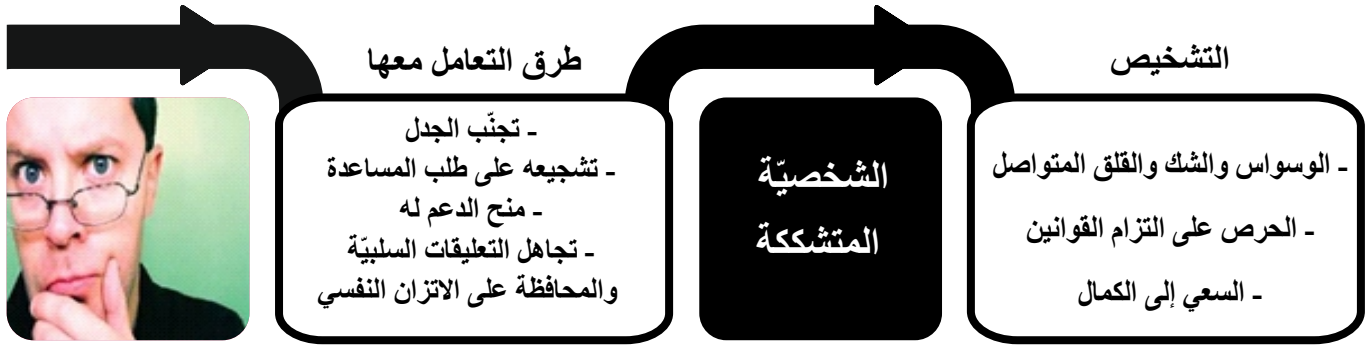 التشخيص
- الوسواس والشك والقلق المتواصل
- الحرص على التزام القوانين
- السعي إلى الكمال
الشخصيّة
المتشككة
طرق التعامل معها
- تجنّب الجدل
- تشجيعه على طلب المساعدة
- منح الدعم له
- تجاهل التعليقات السلبيّة
والمحافظة على الاتزان النفسي